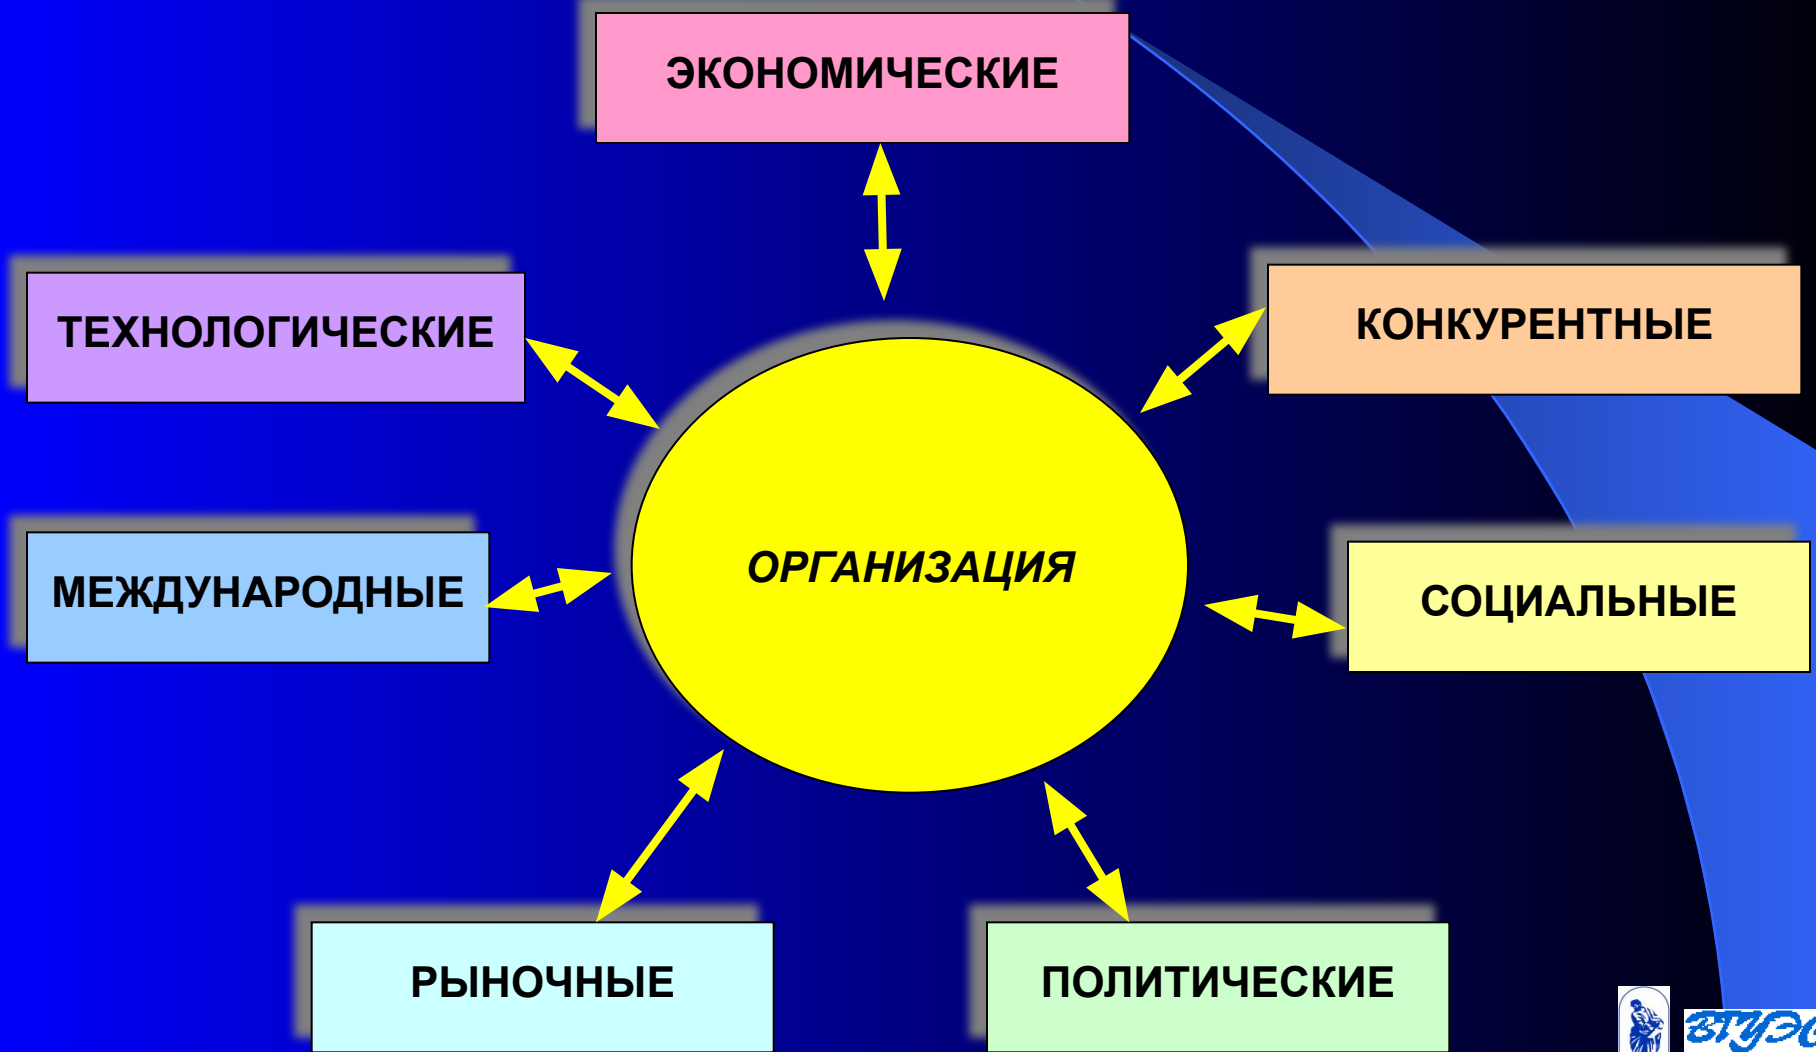 ЭКОНОМИЧЕСКИЕ
ТЕХНОЛОГИЧЕСКИЕ
КОНКУРЕНТНЫЕ
ОРГАНИЗАЦИЯ
МЕЖДУНАРОДНЫЕ
СОЦИАЛЬНЫЕ
РЫНОЧНЫЕ
ПОЛИТИЧЕСКИЕ